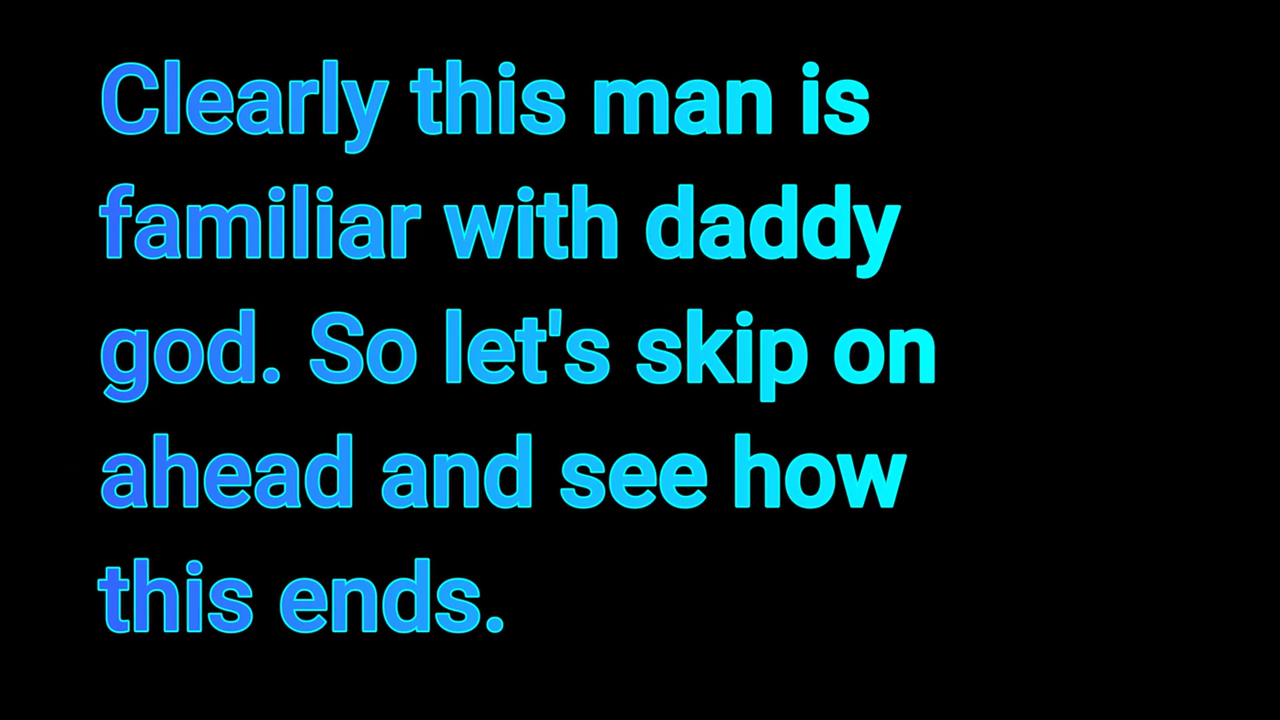 Clearly this man is
familiar with daddy
god. So let's skip on
ahead and see how
this ends.